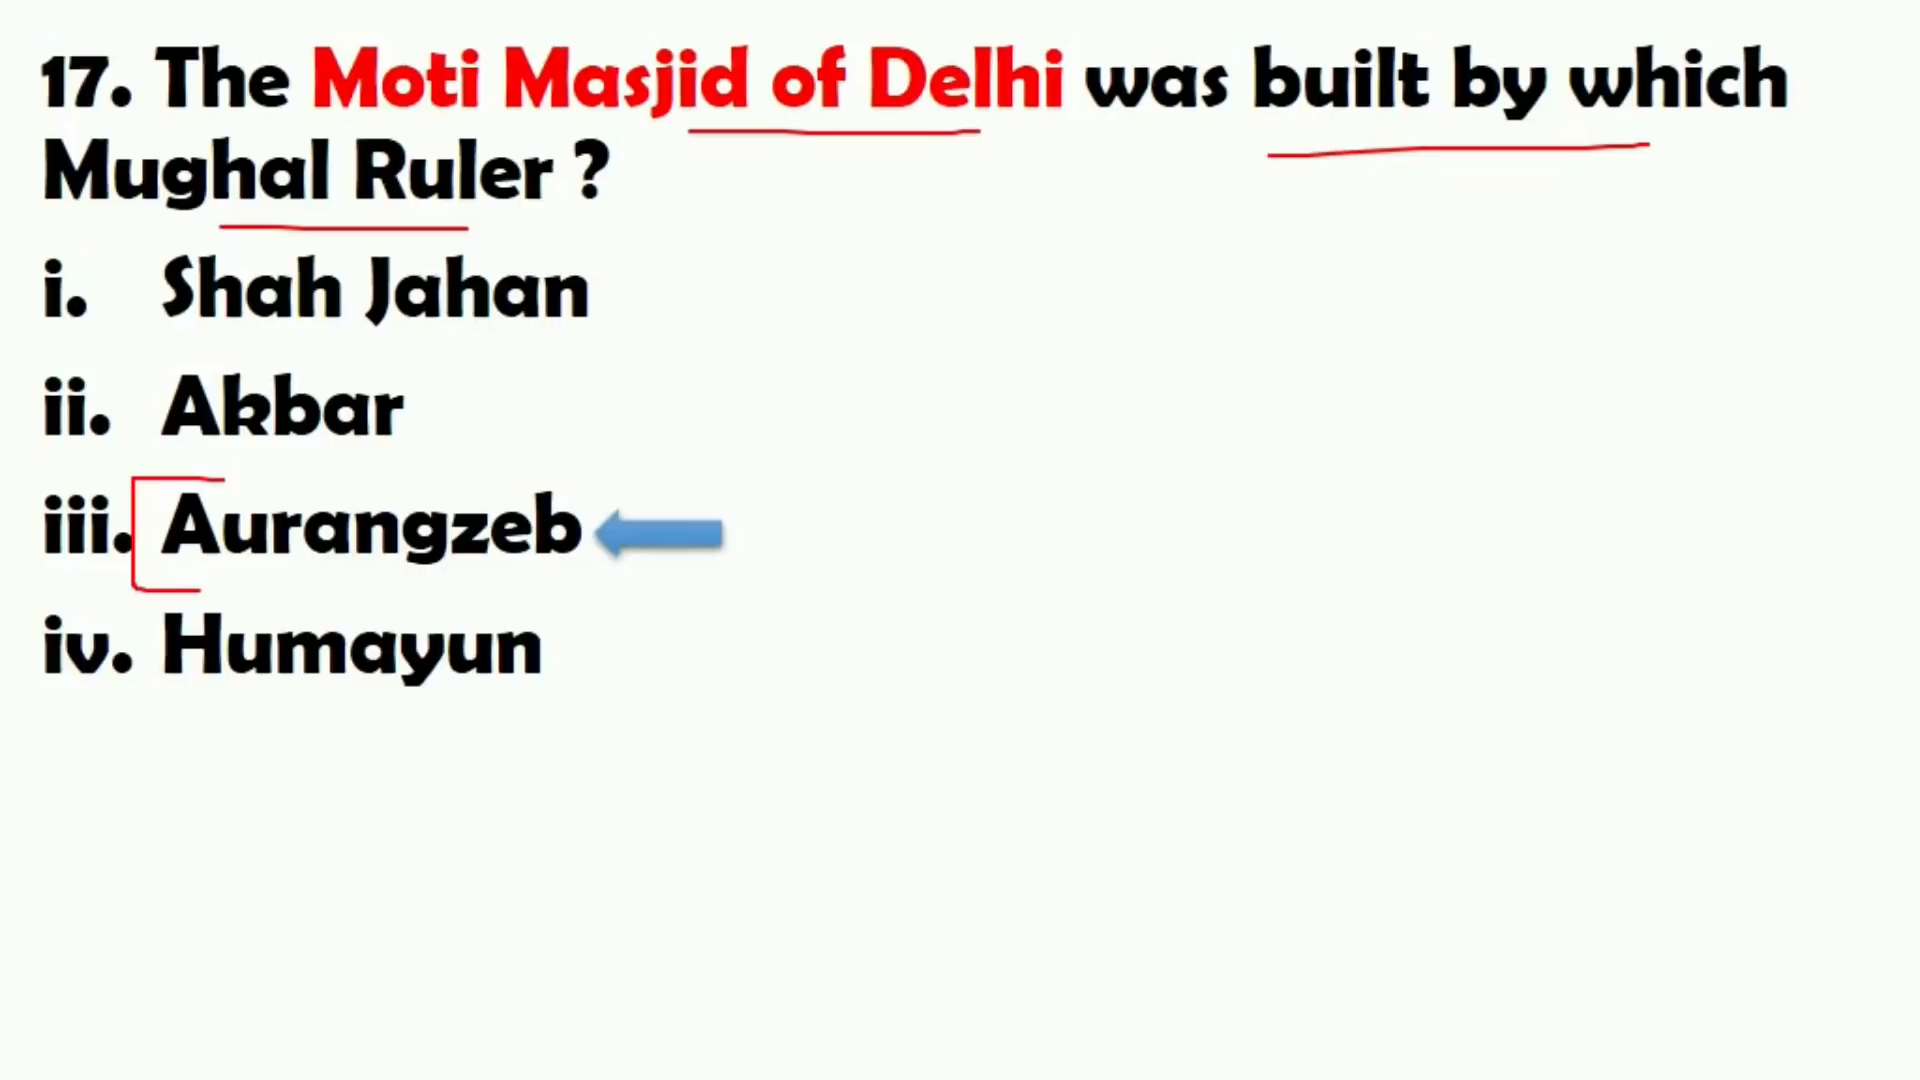 17. The Moti Masjid of Delhi was built by which
Mughal Ruler ?
i. Shah Jahan
ii. Akbar
iii. Aurangzeb
iv. Humayun